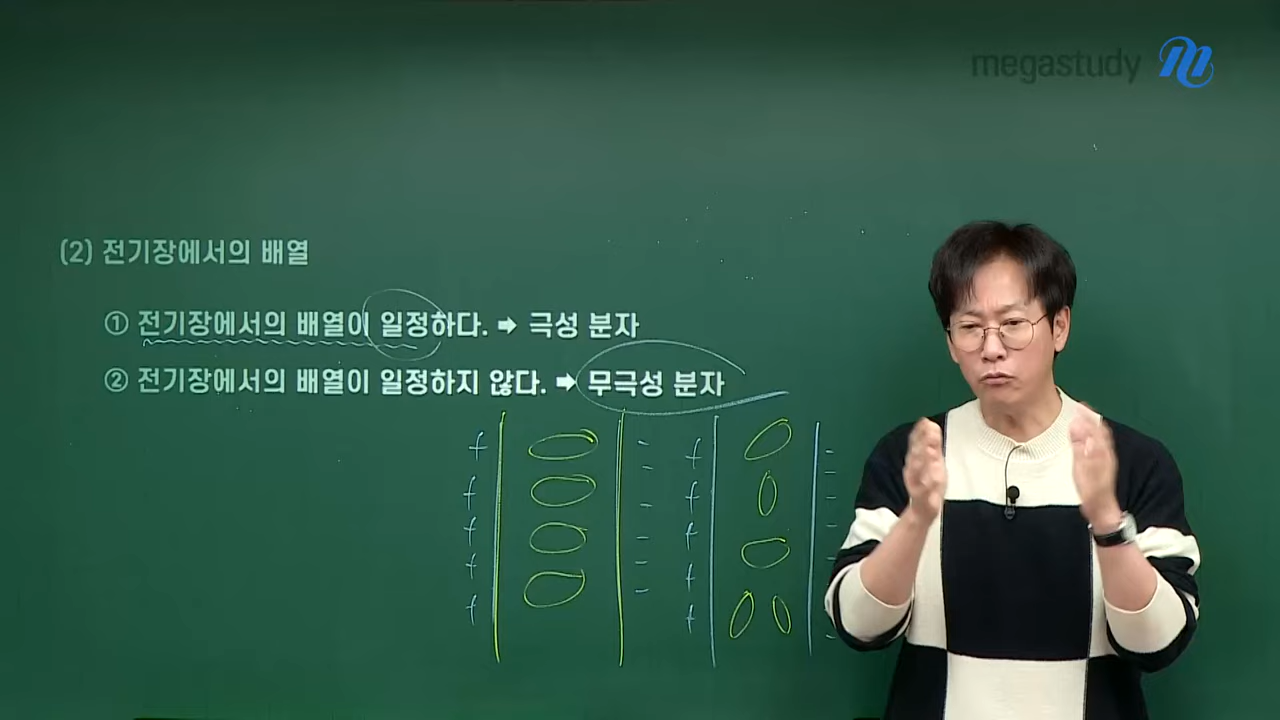 megastudy
(2) 전기장에서의 배열
① 전기장에서의 배열이 일정하다. ➡ 극성 분자
② 전기장에서의 배열이 일정하지 않다. ➡ 무극성 분자
+ - + -
+ - + -
+ - + -
+ - + -
+ - + -